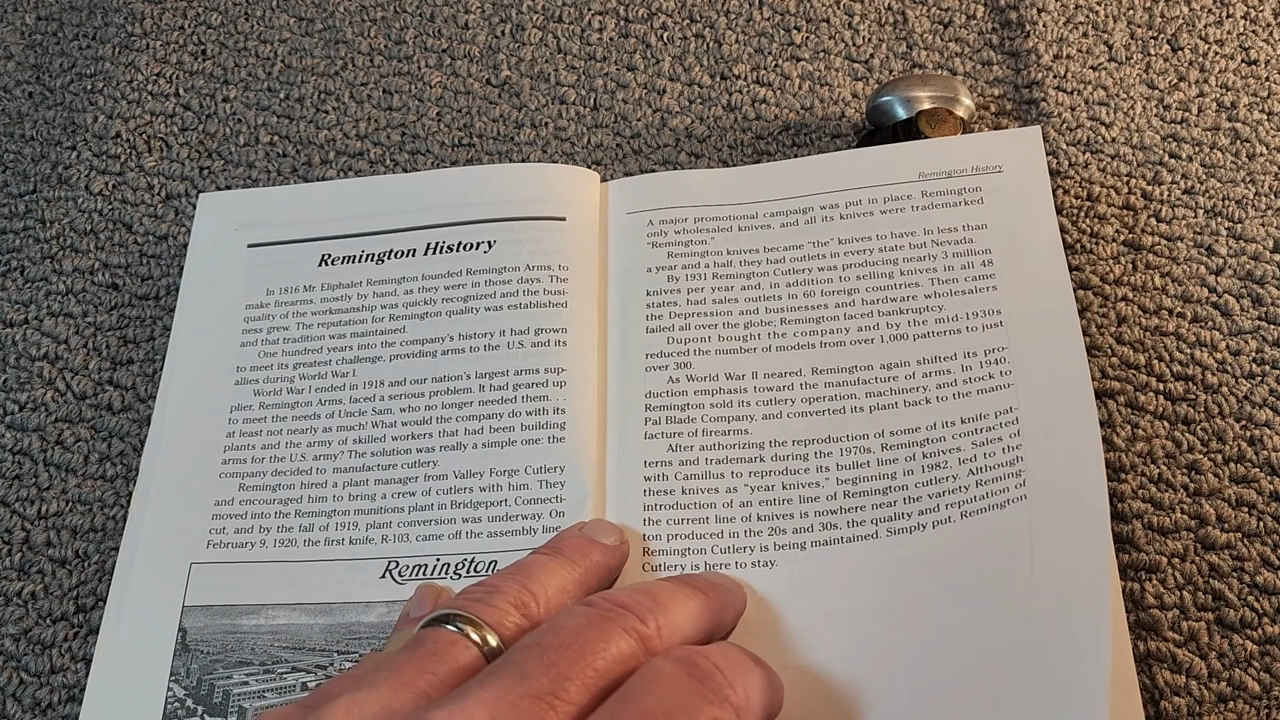 Remington History
In 1816 Mr. Eliphalet Remington founded Remington Arms, to
make firearms, mostly by hand, as they were in those days. The
quality of the workmanship was quickly recognized and the busi-
ness grew. The reputation for Remington quality was established
and that tradition was maintained.
One hundred years into the company's history it had grown
to meet its greatest challenge, providing arms to the U.S. and its
allies during World War I.
World War I ended in 1918 and our nation's largest arms sup-
plier, Remington Arms, faced a serious problem. It had geared up
to meet the needs of Uncle Sam, who no longer needed them. . .
at least not nearly as much! What would the company do with its
plants and the army of skilled workers that had been building
arms for the U.S. army? The solution was really a simple one: the
company decided to manufacture cutlery.
Remington hired a plant manager from Valley Forge Cutlery
and encouraged him to bring a crew of cutlers with him. They
moved into the Remington munitions plant in Bridgeport, Connecti-
cut, and by the fall of 1919, plant conversion was underway. On
February 9, 1920, the first knife, R-103, came off the assembly line.
Remington
Remington History
A major promotional campaign was put in place. Remington
only wholesaled knives, and all its knives were trademarked
"Remington."
Remington knives became "the" knives to have. In less than
a year and a half, they had outlets in every state but Nevada.
By 1931 Remington Cutlery was producing nearly 3 million
knives per year and, in addition to selling knives in all 48
states, had sales outlets in 60 foreign countries. Then came
the Depression and businesses and hardware wholesalers
failed all over the globe; Remington faced bankruptcy.
Dupont bought the company and by the mid-1930s
reduced the number of models from over 1,000 patterns to just
over 300.
As World War II neared, Remington again shifted its pro-
duction emphasis toward the manufacture of arms. In 1940,
Remington sold its cutlery operation, machinery, and stock to
Pal Blade Company, and converted its plant back to the manu-
facture of firearms.
After authorizing the reproduction of some of its knife pat-
terns and trademark during the 1970s, Remington contracted
with Camillus to reproduce its bullet line of knives. Sales of
these knives as "year knives," beginning in 1982, led to the
introduction of an entire line of Remington cutlery. Although
the current line of knives is nowhere near the variety Reming-
ton produced in the 20s and 30s, the quality and reputation of
Remington Cutlery is being maintained. Simply put, Remington
Cutlery is here to stay.